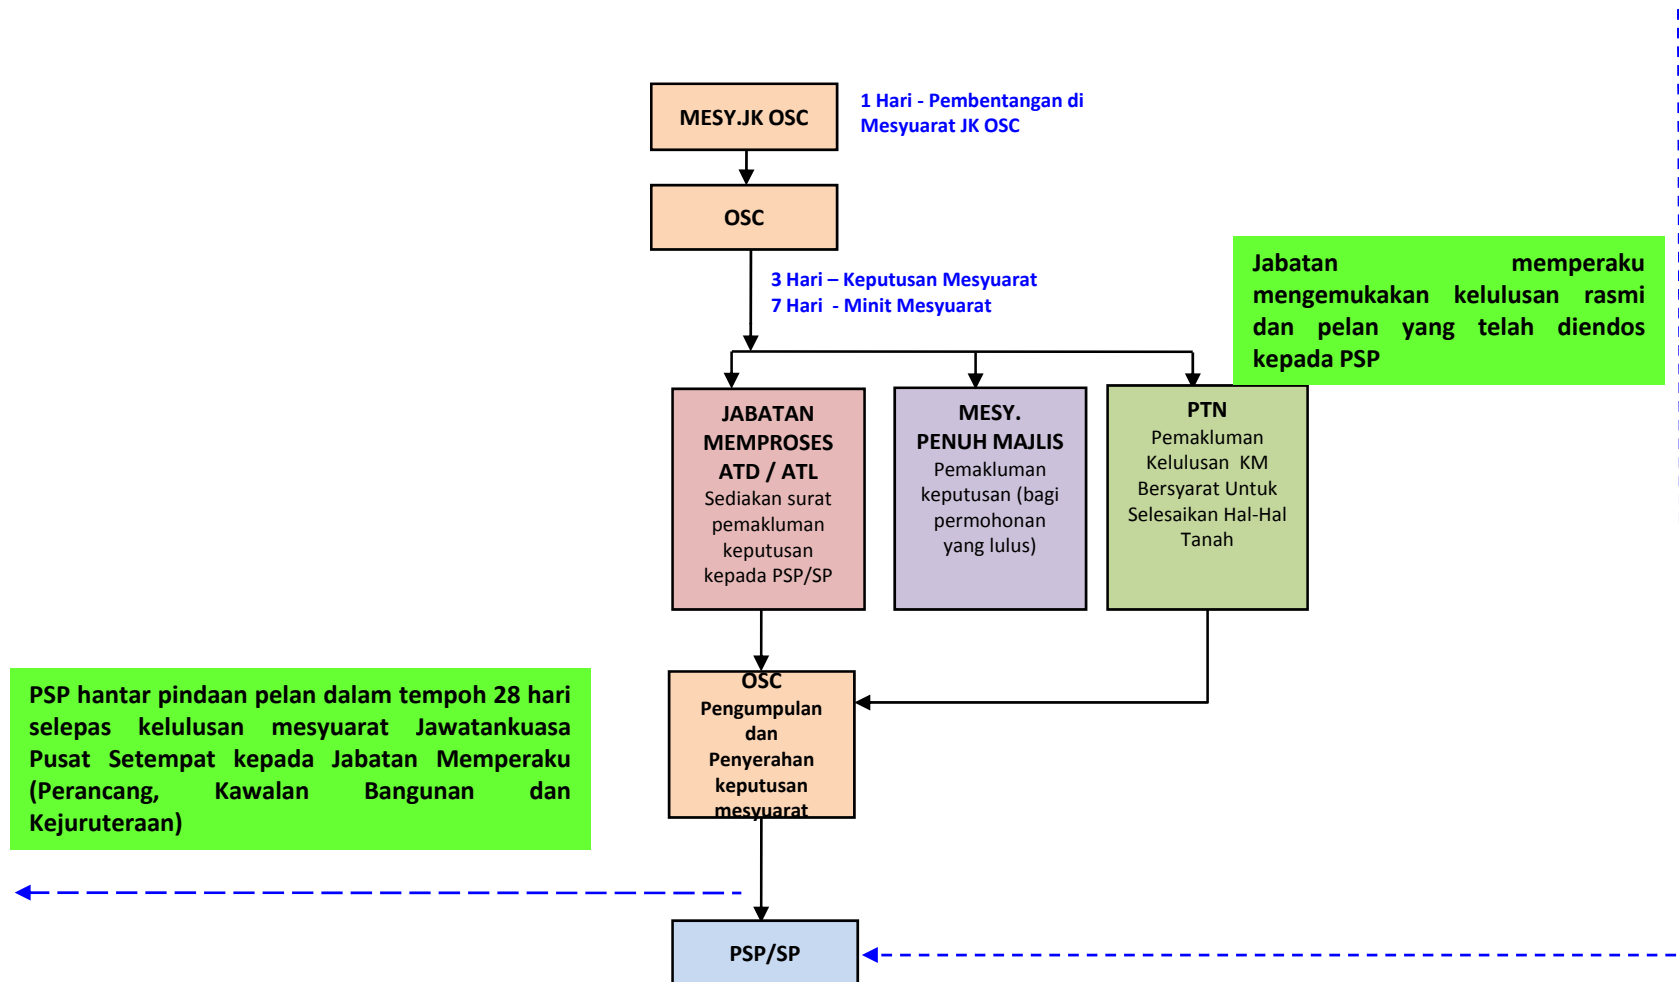 MESY.JK OSC
1 Hari - Pembentangan di
Mesyuarat JK OSC
OSC
3 Hari – Keputusan Mesyuarat
7 Hari - Minit Mesyuarat
Jabatan memperaku
mengemukakan kelulusan rasmi
dan pelan yang telah diendos
kepada PSP
JABATAN
MEMPROSES
ATD / ATL
Sediakan surat
pemakluman
keputusan
kepada PSP/SP
MESY.
PENUH MAJLIS
Pemakluman
keputusan (bagi
permohonan
yang lulus)
PTN
Pemakluman
Kelulusan KM
Bersyarat Untuk
Selesaikan Hal-Hal
Tanah
PSP hantar pindaan pelan dalam tempoh 28 hari
selepas kelulusan mesyuarat Jawatankuasa
Pusat Setempat kepada Jabatan Memperaku
(Perancang, Kawalan Bangunan dan
Kejuruteraan)
OSC
Pengumpulan
dan
Penyerahan
keputusan
mesyuarat
PSP/SP